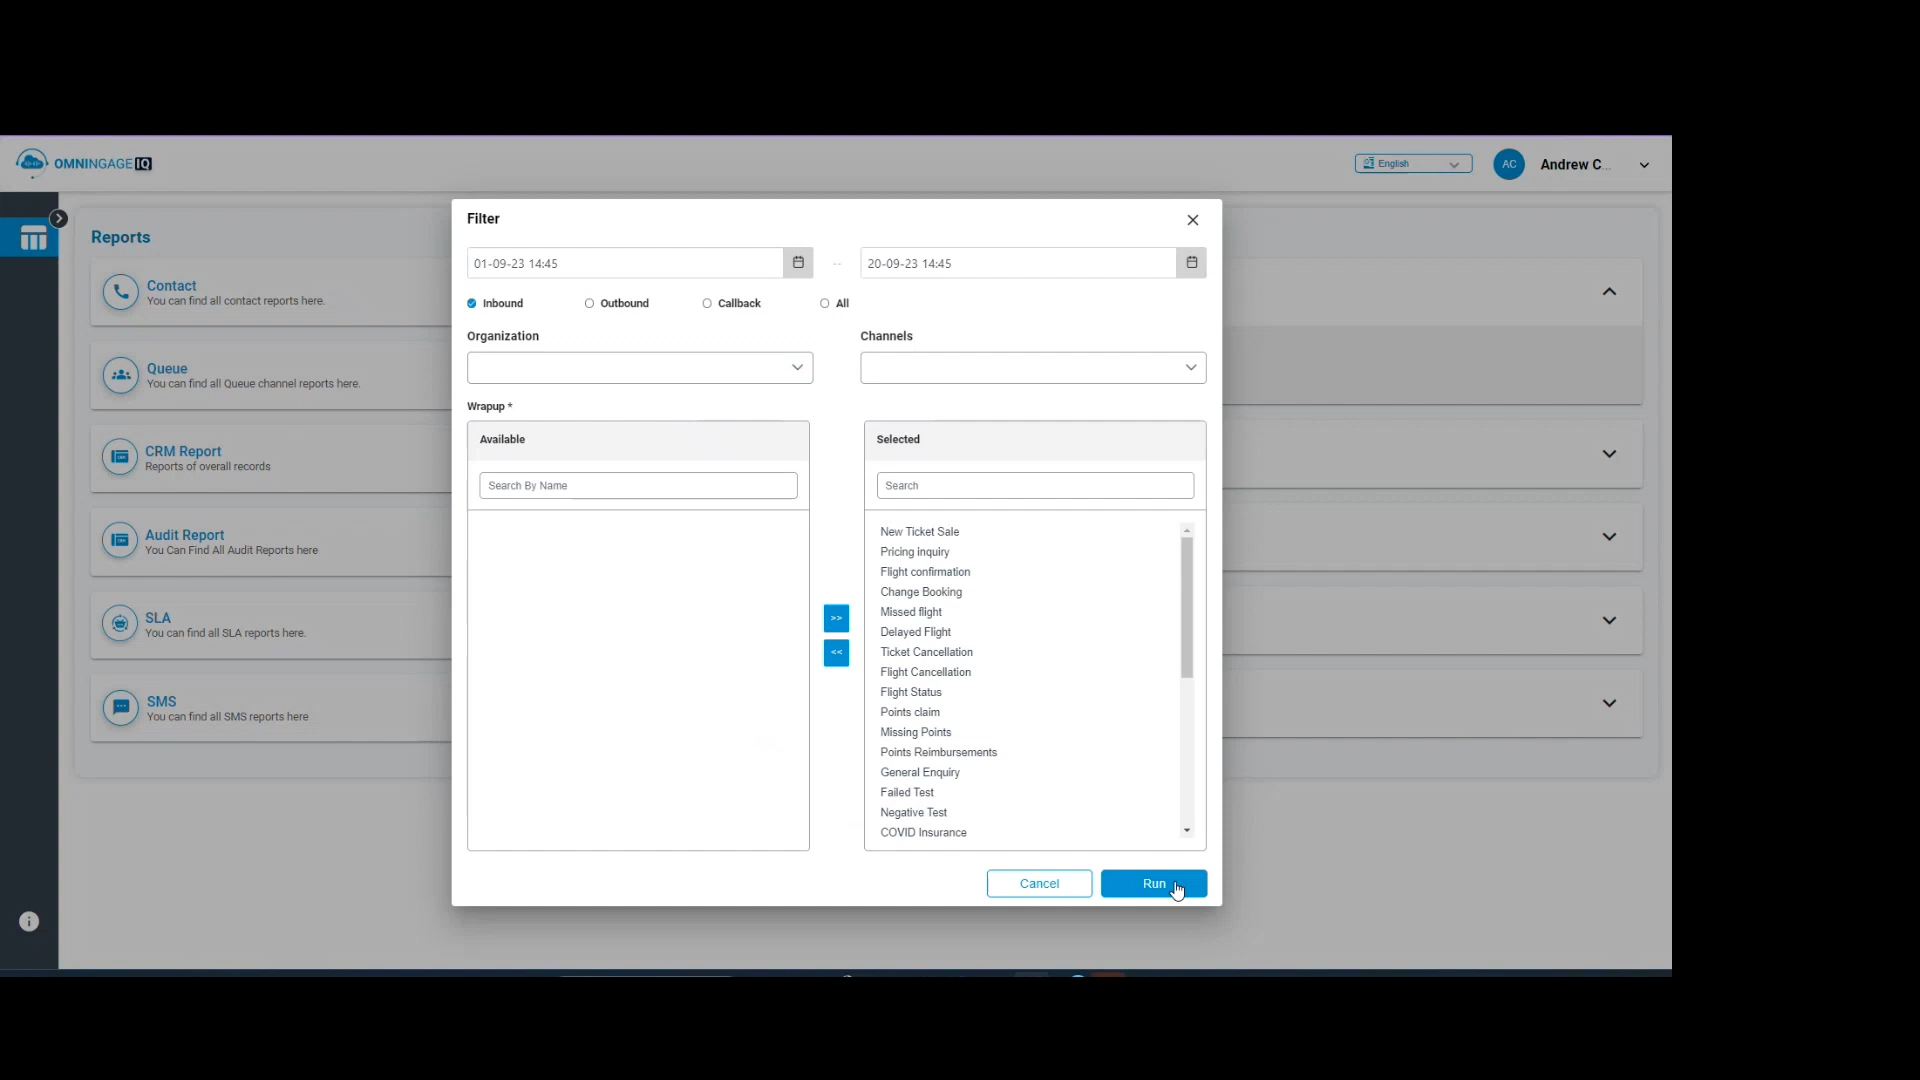 OMNINGAGE IQ
English
AC
Andrew C...
Reports
Contact
You can find all contact reports here.
Queue
You can find all Queue channel reports here.
CRM Report
Reports of overall records
Audit Report
You Can Find All Audit Reports here
SLA
You can find all SLA reports here.
SMS
You can find all SMS reports here
Filter
01-09-23 14:45
--
20-09-23 14:45
Inbound
Outbound
Callback
All
Organization
Channels
Wrapup *
Available
Search By Name
>>
<<
Selected
Search
New Ticket Sale
Pricing inquiry
Flight confirmation
Change Booking
Missed flight
Delayed Flight
Ticket Cancellation
Flight Cancellation
Flight Status
Points claim
Missing Points
Points Reimbursements
General Enquiry
Failed Test
Negative Test
COVID Insurance
Cancel
Run